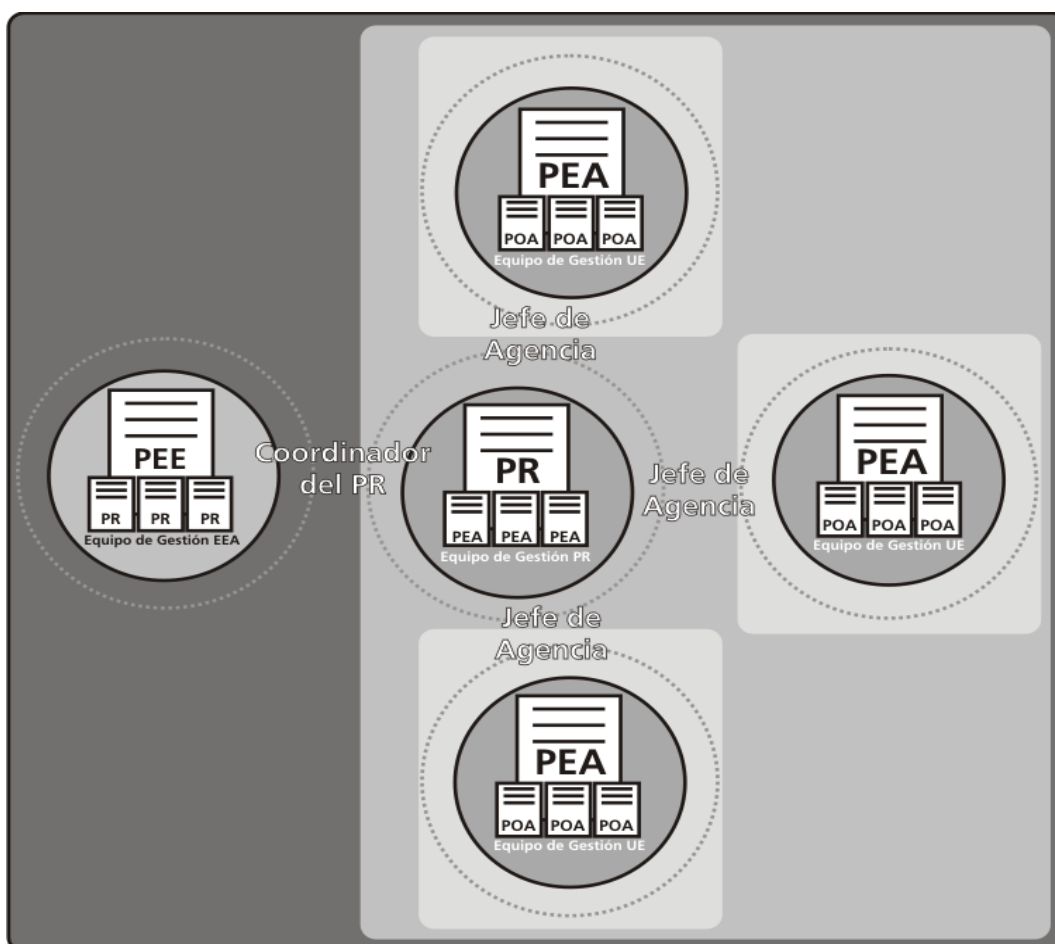 PEA
POA POA POA
Equipo de Gestión UE
Jefe de
Agencia
PEE
PR PR PR
Equipo de Gestión EEA
Coordinador
del PR
PR
PEA PEA PEA
Equipo de Gestión PR
Jefe de
Agencia
PEA
POA POA POA
Equipo de Gestión UE
Jefe de
Agencia
PEA
POA POA POA
Equipo de Gestión UE